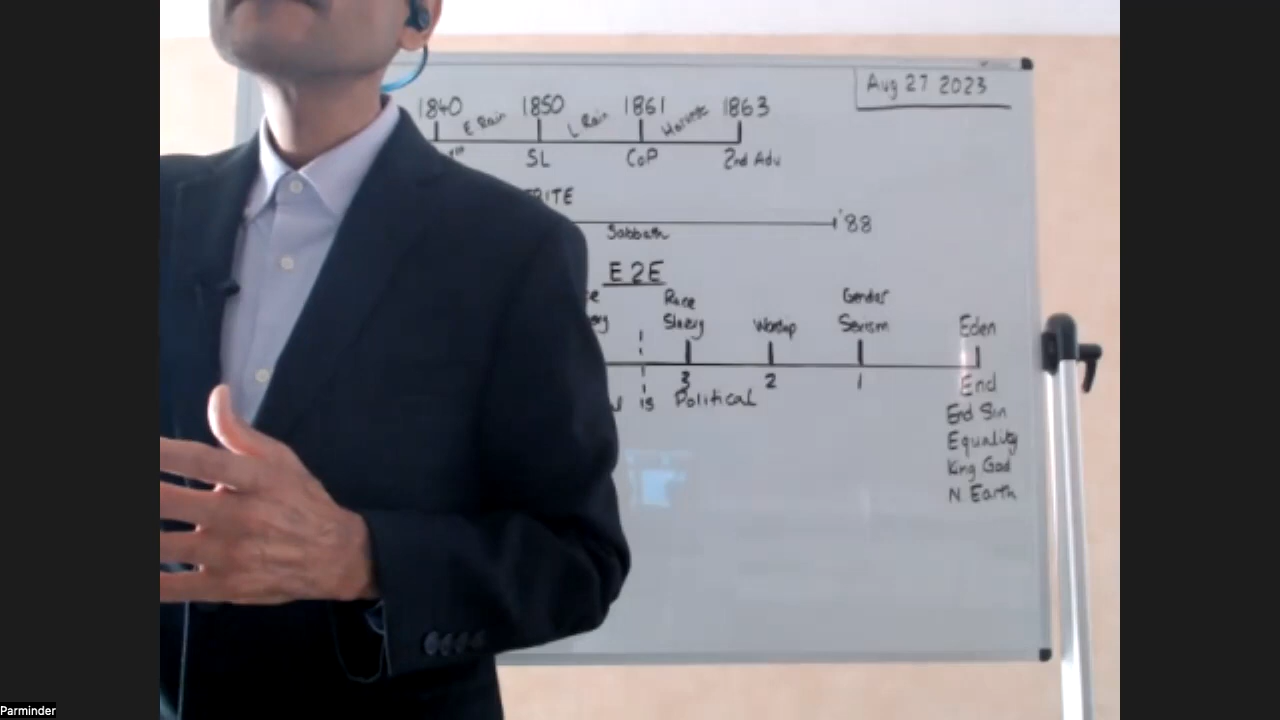 Aug 27 2023
1840 1850 1861 1863
E Rain L Rain Harvest
SL CoP 2nd Adv
RITE
'88
Sabbath
E2E
Race Gender
Slavery Worship Sexism Eden
3 2 1 End
is Political
End Sin
Equality
King God
N Earth
Parminder